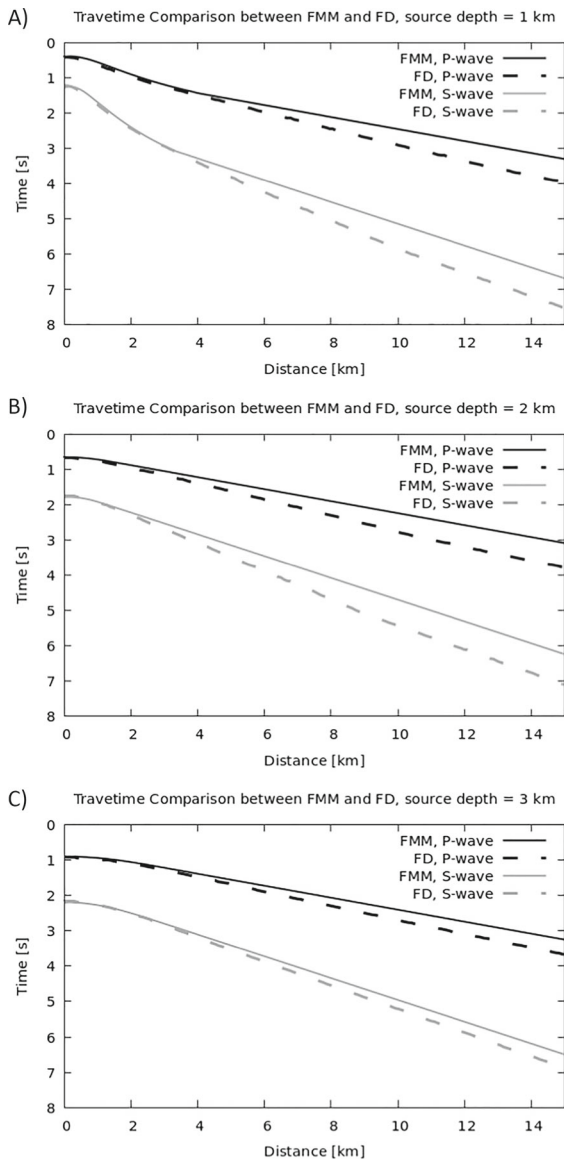 A) Travetime Comparison between FMM and FD, source depth = 1 km
FMM, P-wave
FD, P-wave
FMM, S-wave
FD, S-wave
Time [s]
0
1
2
3
4
5
6
7
8
0 2 4 6 8 10 12 14
Distance [km]
B) Travetime Comparison between FMM and FD, source depth = 2 km
FMM, P-wave
FD, P-wave
FMM, S-wave
FD, S-wave
Time [s]
0
1
2
3
4
5
6
7
8
0 2 4 6 8 10 12 14
Distance [km]
C) Travetime Comparison between FMM and FD, source depth = 3 km
FMM, P-wave
FD, P-wave
FMM, S-wave
FD, S-wave
Time [s]
0
1
2
3
4
5
6
7
8
0 2 4 6 8 10 12 14
Distance [km]